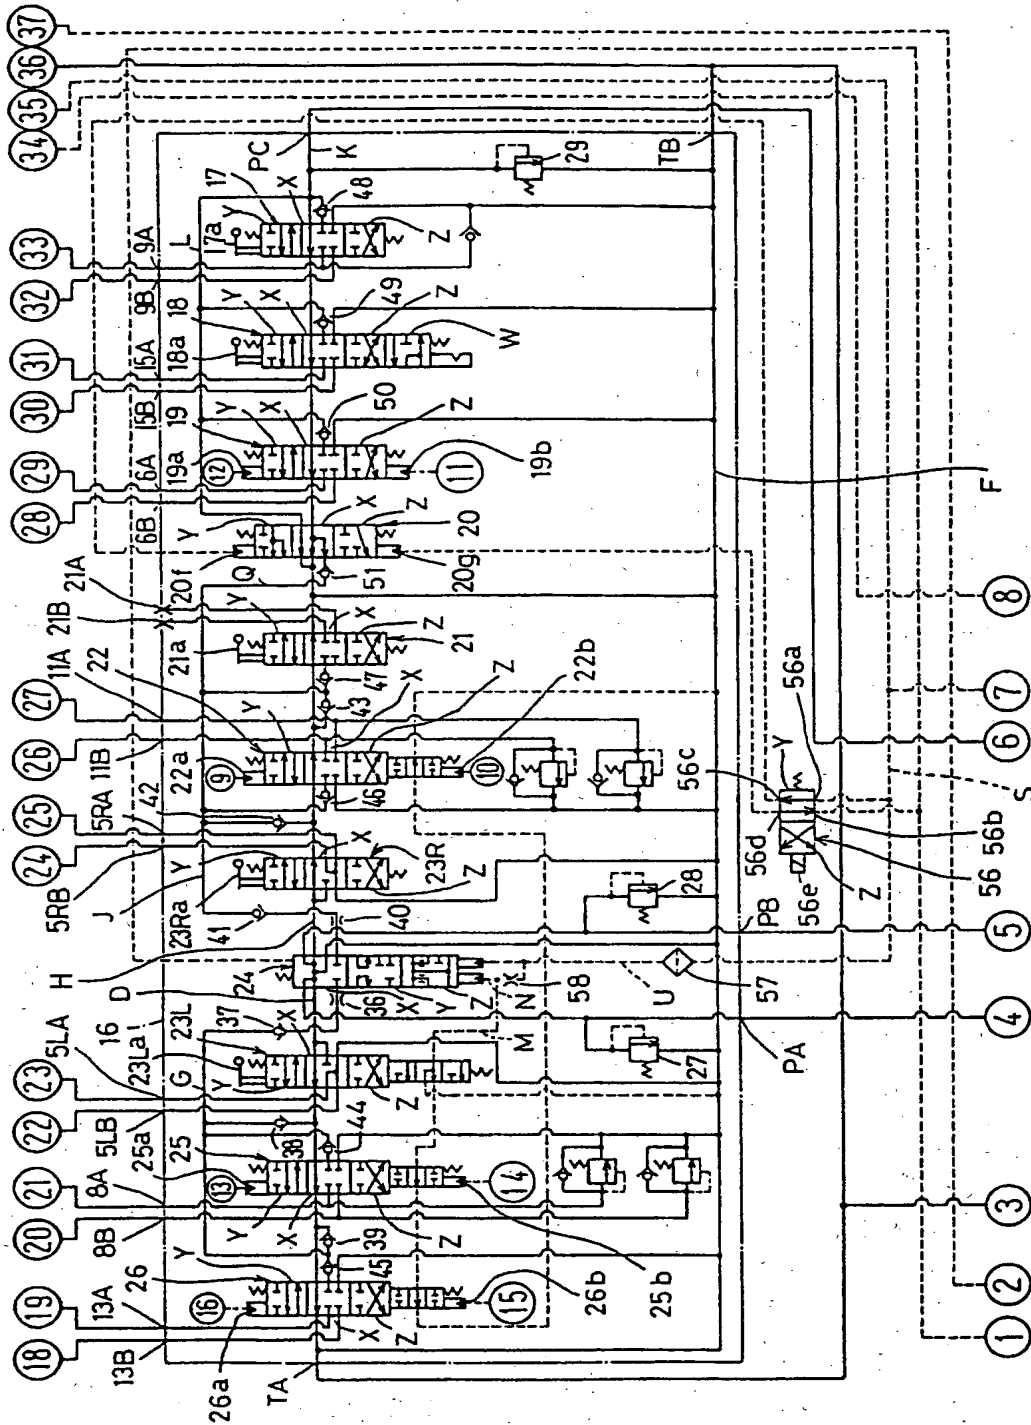 37
36
35
34
33
32
31
30
29
28
27
26
25
24
23
22
21
20
19
18
PC
K
TB
9A
9B
L
17a
17
Y
X
48
Z
29
15A
15B
18a
18
Y
X
49
Z
W
6A
6B
19a
19
12
Y
X
50
Z
11
19b
20f
Y
X
Z
20
20g
51
Q
21A
21B
21a
Y
X
Z
21
47
43
11A
11B
22a
22
9
Y
X
Z
22b
10
46
42
5RA
5RB
J
Y
X
23R
23Ra
Z
41
40
H
D
24
36
X
Y
Z
N
X
58
M
U
57
28
PB
27
PA
37
16
5LA
5LB
23L
23La
G
Y
X
Z
38
44
8A
8B
25a
25
13
Y
X
Z
14
25b
39
45
13A
13B
26a
26
16
Y
X
Z
15
26b
TA
F
S
56a
56b
56c
56d
56e
56
Y
Z
8
7
6
5
4
3
2
1